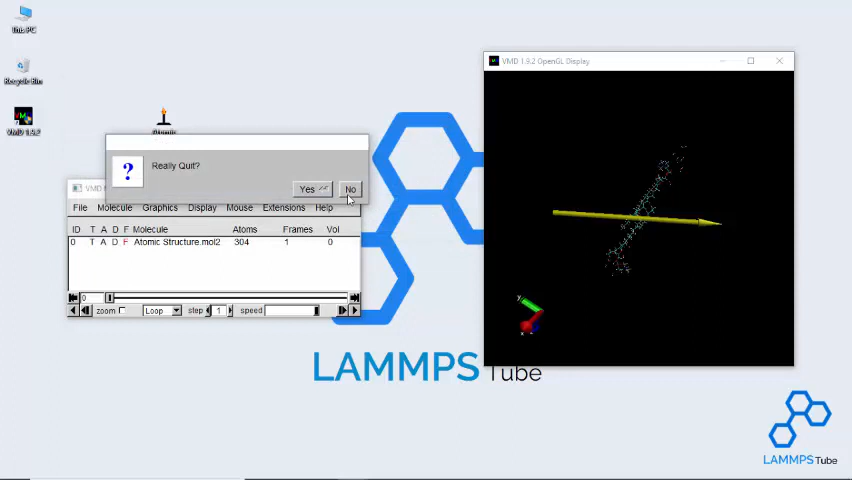 This PC
Recycle Bin
VMD 1.9.2
Atomic
Really Quit?
?
Yes
No
File Molecule Graphics Display Mouse Extensions Help
ID T A D F Molecule Atoms Frames Vol
0 T A D F Atomic Structure.mol2 304 1 0
0
zoom Loop step 1 speed
VMD 1.9.2 OpenGL Display
y
x
LAMMPS Tube
LAMMPS Tube